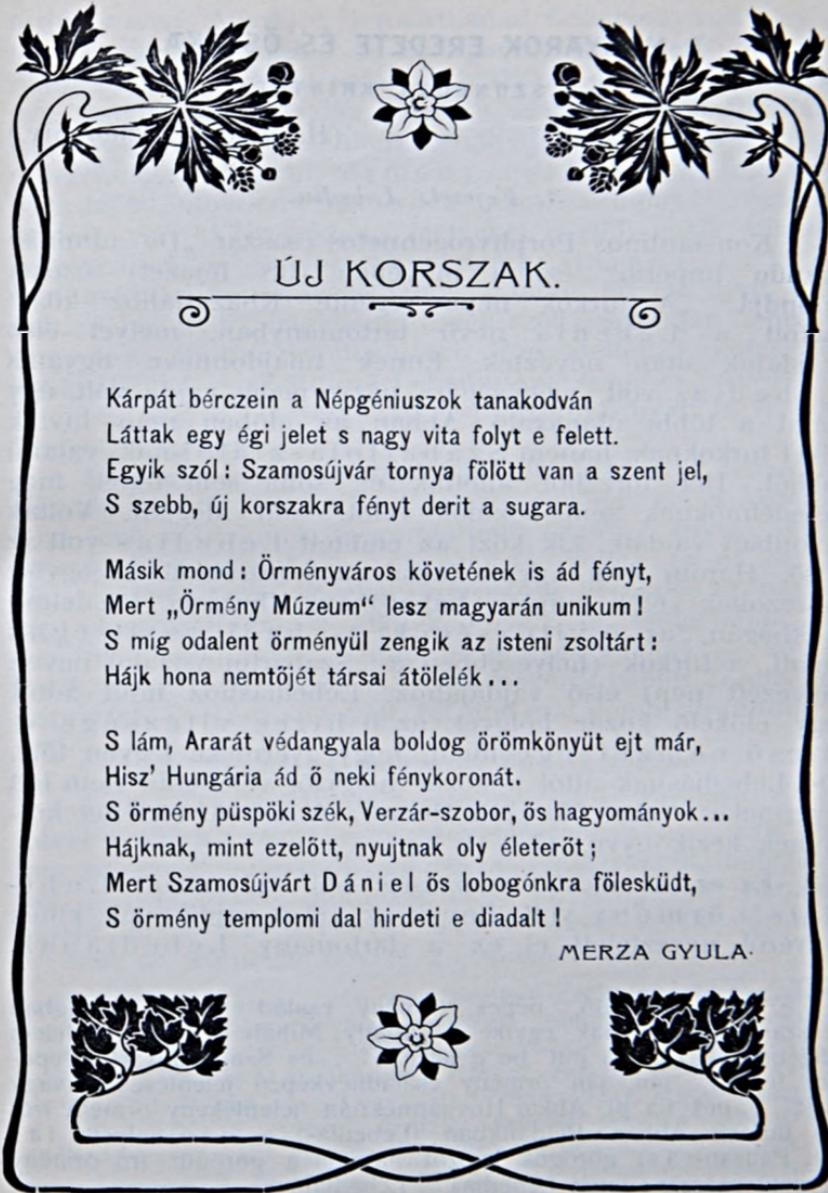 ÚJ KORSZAK.
Kárpát bérczein a Népgéniuszok tanakodván
Láttak egy égi jelet s nagy vita folyt e felett.
Egyik szól: Szamosújvár tornya fölött van a szent jel,
S szebb, új korszakra fényt derit a sugara.
Másik mond: Örményváros követének is ád fényt,
Mert „Örmény Múzeum“ lesz magyarán unikum!
S míg odalent örményül zengik az isteni zsoltárt:
Hájk hona nemtőjét társai átölelék...
S lám, Ararát védangyala boldog örömkönyüt ejt már,
Hisz' Hungária ád ő neki fénykoronát.
S örmény püspöki szék, Verzár-szobor, ős hagyományok...
Hájknak, mint ezelőtt, nyujtnak oly életerőt;
Mert Szamosújvárt Dániel ős lobogónkra fölesküdt,
S örmény templomi dal hirdeti e diadalt!
MERZA GYULA.